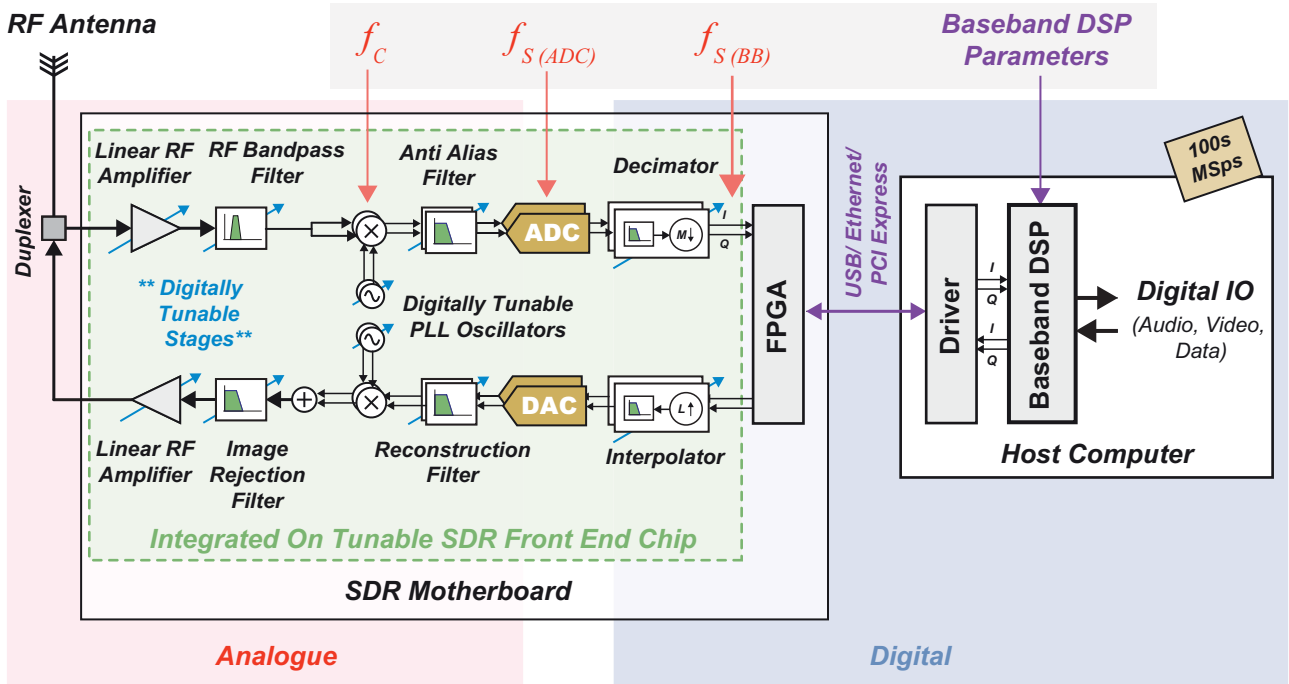 RF Antenna
f C
f S (ADC)
f S (BB)
Baseband DSP
Parameters
Linear RF
Amplifier
RF Bandpass
Filter
Anti Alias
Filter
Decimator
100s
MSps
Duplexer
ADC
M↓
I
Q
USB/ Ethernet/
PCI Express
** Digitally
Tunable
Stages**
Digitally Tunable
PLL Oscillators
FPGA
Driver
I
Q
I
Q
Baseband DSP
Digital IO
(Audio, Video,
Data)
DAC
L↑
Linear RF
Amplifier
Image
Rejection
Filter
Reconstruction
Filter
Interpolator
Host Computer
Integrated On Tunable SDR Front End Chip
SDR Motherboard
Analogue
Digital